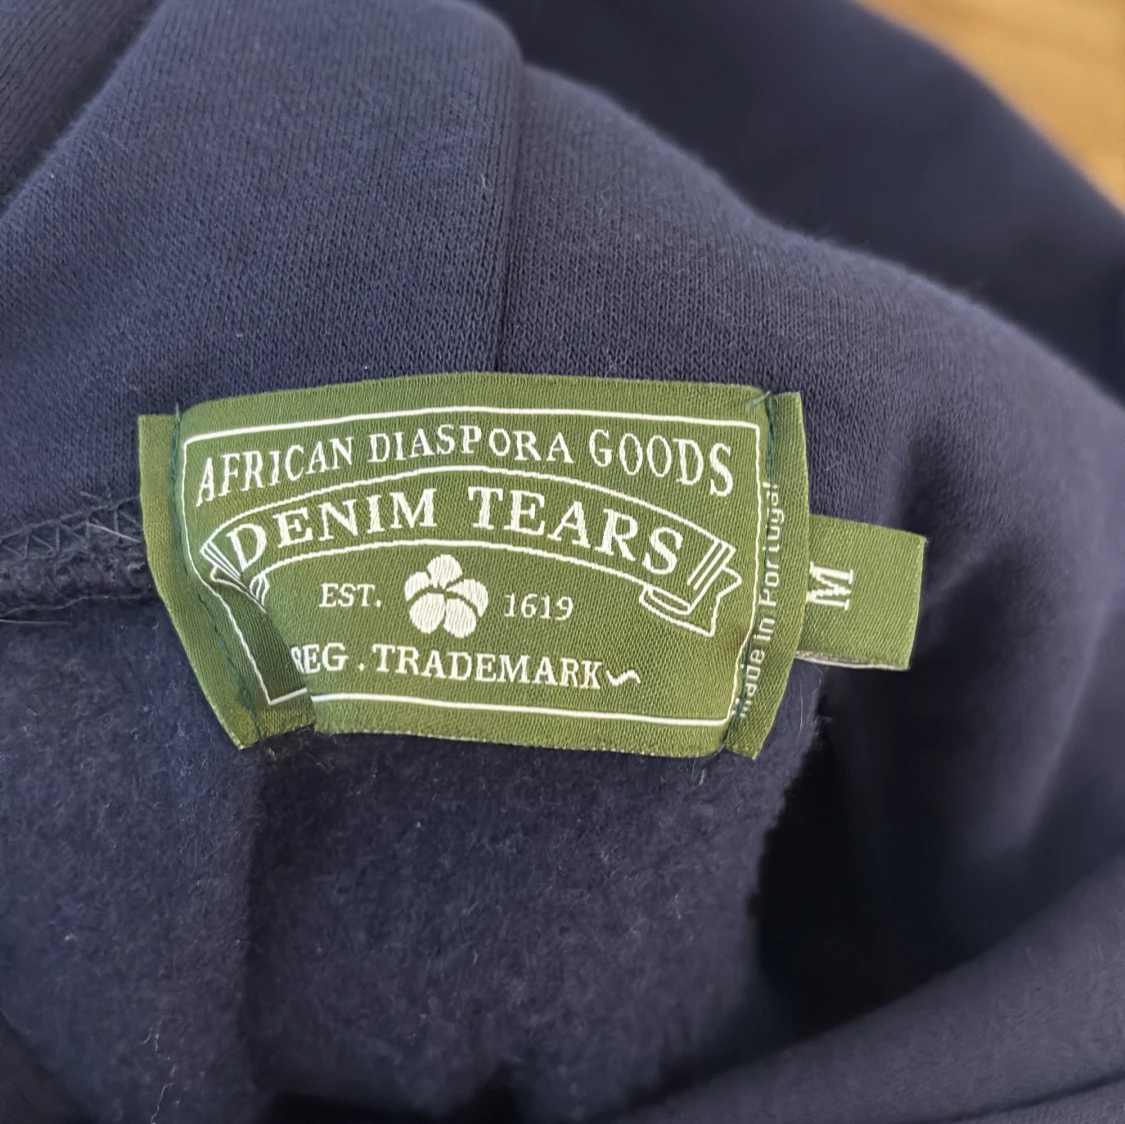 AFRICAN DIASPORA GOODS
DENIM TEARS
EST. 1619
REG. TRADEMARK
Made in Portugal
M